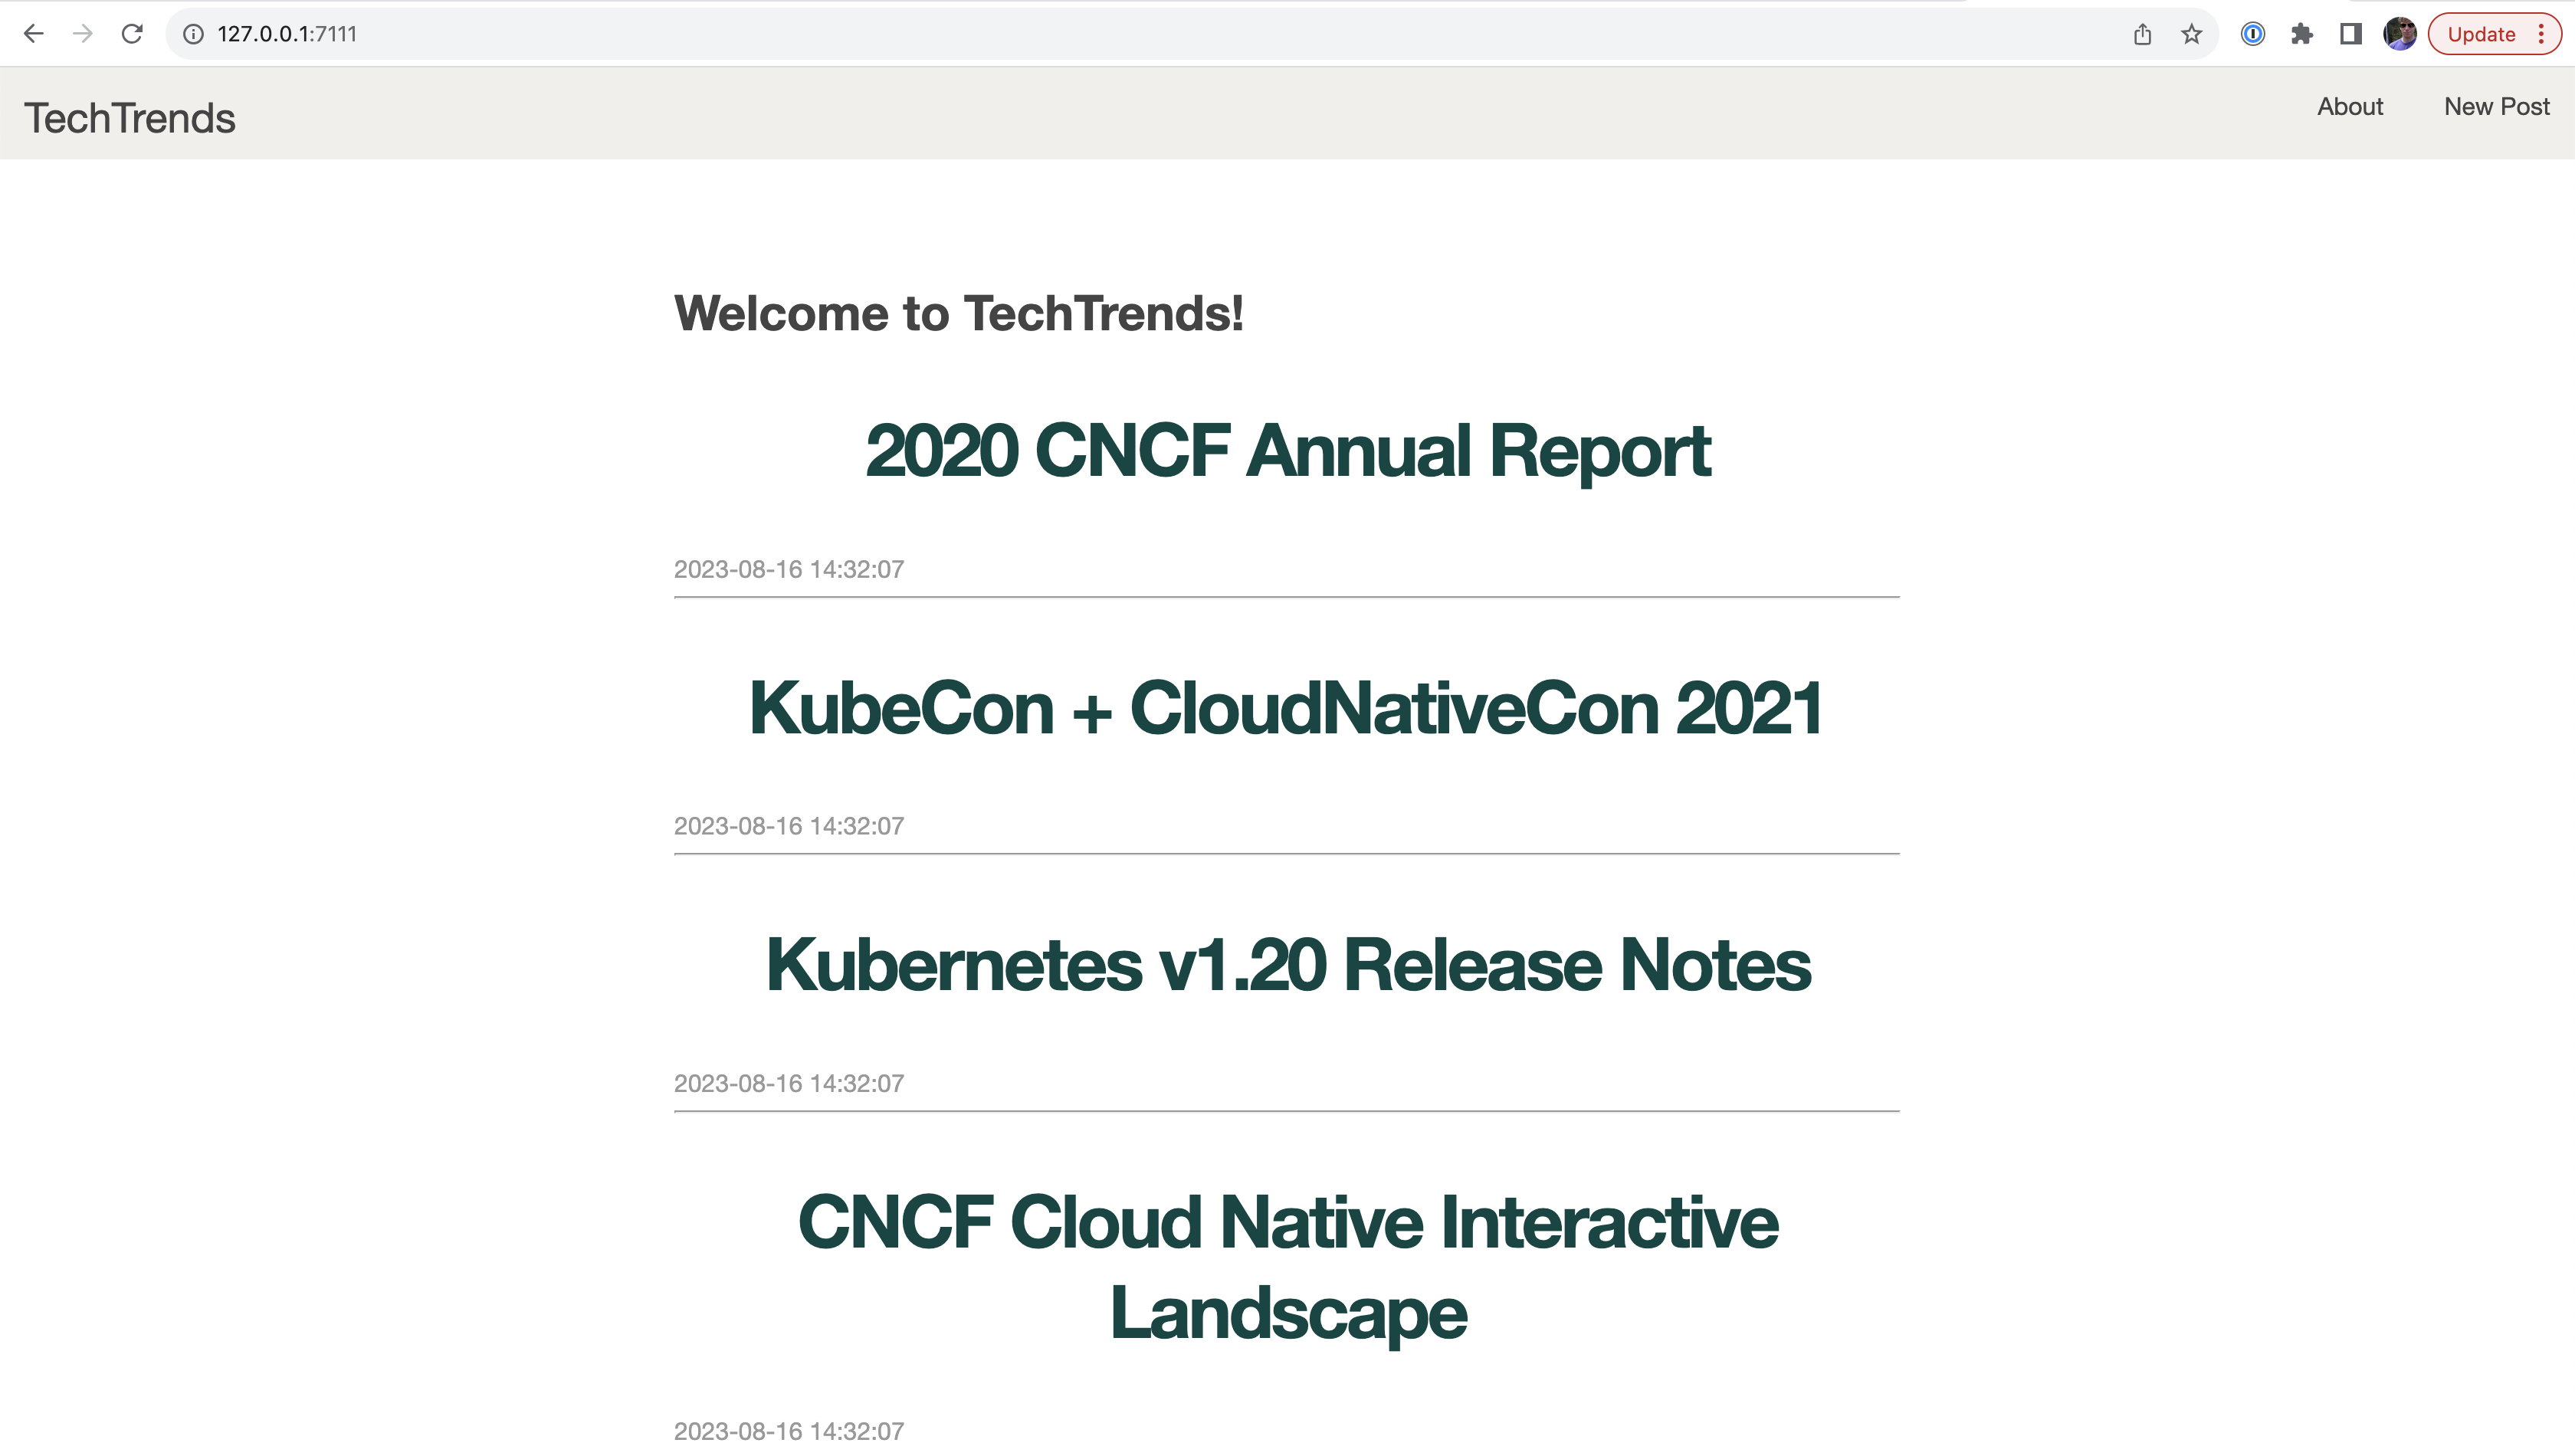 127.0.0.1:7111
Update
TechTrends
About
New Post
Welcome to TechTrends!
2020 CNCF Annual Report
2023-08-16 14:32:07
KubeCon + CloudNativeCon 2021
2023-08-16 14:32:07
Kubernetes v1.20 Release Notes
2023-08-16 14:32:07
CNCF Cloud Native Interactive
Landscape
2023-08-16 14:32:07